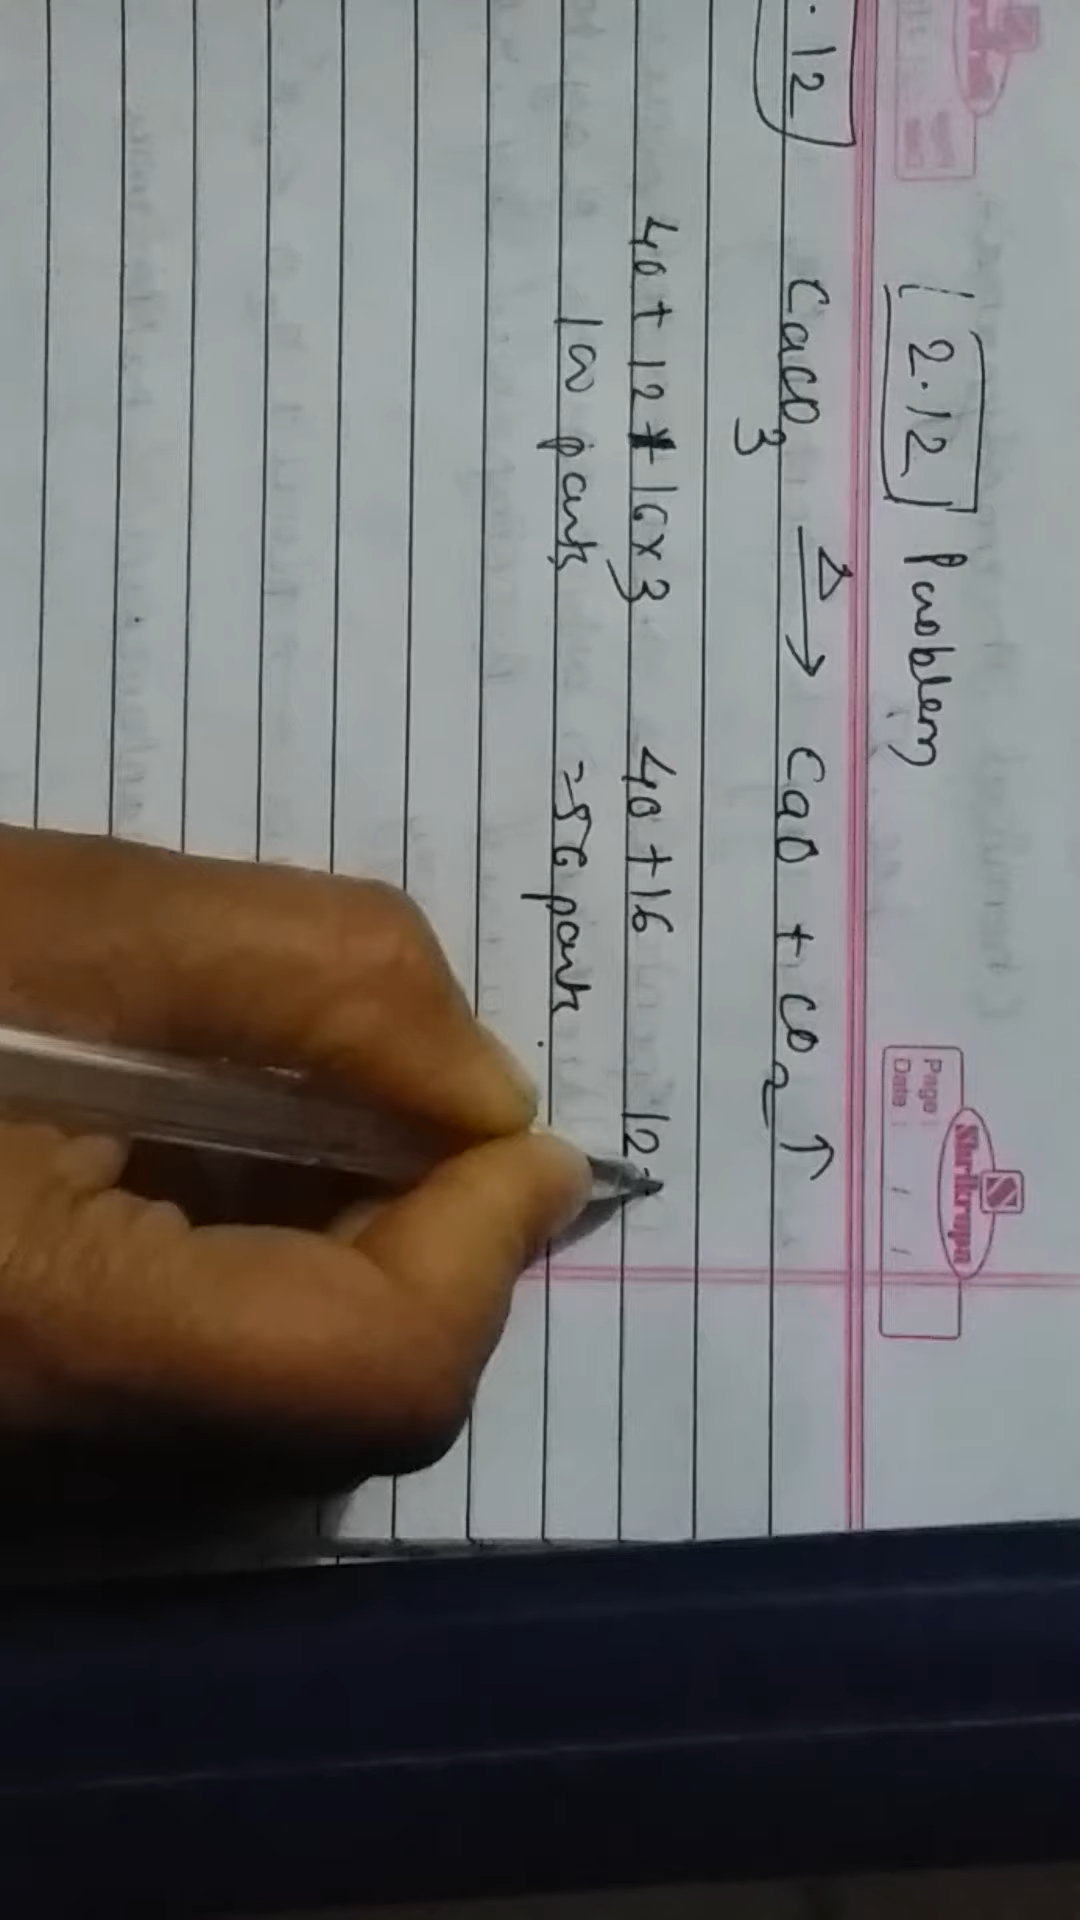 Shrikrupa
Page :
Date : / /
2.12 Problem
.12 CaCO3 Δ→ CaO + CO2 ↑
40 + 12 + 16×3 40 + 16 12+
100 parts =56 parts